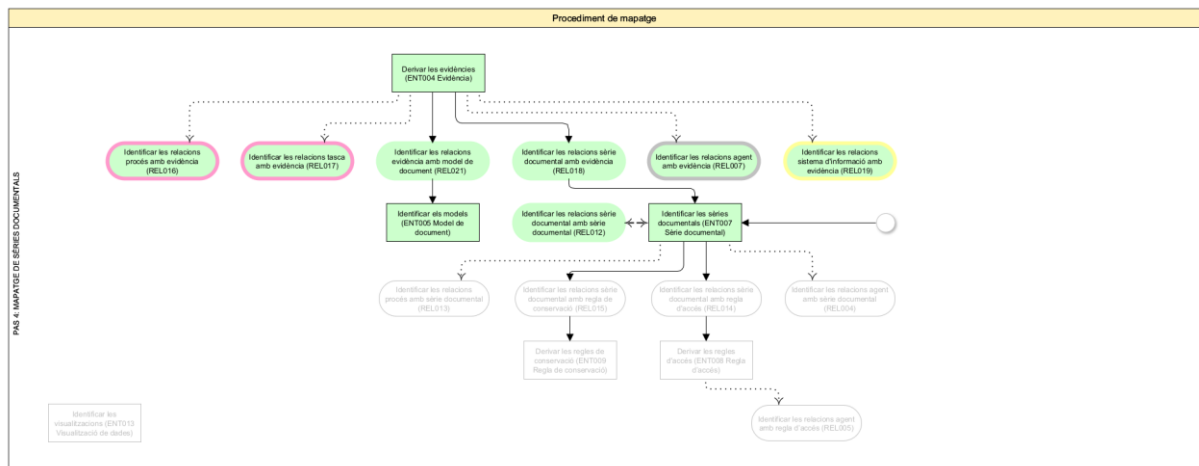 Procediment de mapatge
PAS 4: MAPATGE DE SÈRIES DOCUMENTALS
Derivar les evidències
(ENT004 Evidència)
Identificar les relacions
procés amb evidència
(REL016)
Identificar les relacions tasca
amb evidència (REL017)
Identificar les relacions
evidència amb model de
document (REL021)
Identificar les relacions sèrie
documental amb evidència
(REL018)
Identificar les relacions agent
amb evidència (REL007)
Identificar les relacions
sistema d'informació amb
evidència (REL019)
Identificar els models
(ENT005 Model de
document)
Identificar les relacions sèrie
documental amb sèrie
documental (REL012)
Identificar les sèries
documentals (ENT007
Sèrie documental)
Identificar les relacions
procés amb sèrie documental
(REL013)
Identificar les relacions sèrie
documental amb regla de
conservació (REL015)
Identificar les relacions sèrie
documental amb regla
d'accés (REL014)
Identificar les relacions agent
amb sèrie documental
(REL004)
Derivar les regles de
conservació (ENT009
Regla de conservació)
Derivar les regles
d'accés (ENT008 Regla
d'accés)
Identificar les
visualitzacions (ENT013
Visualització de dades)
Identificar les relacions agent
amb regla d'accés (REL005)